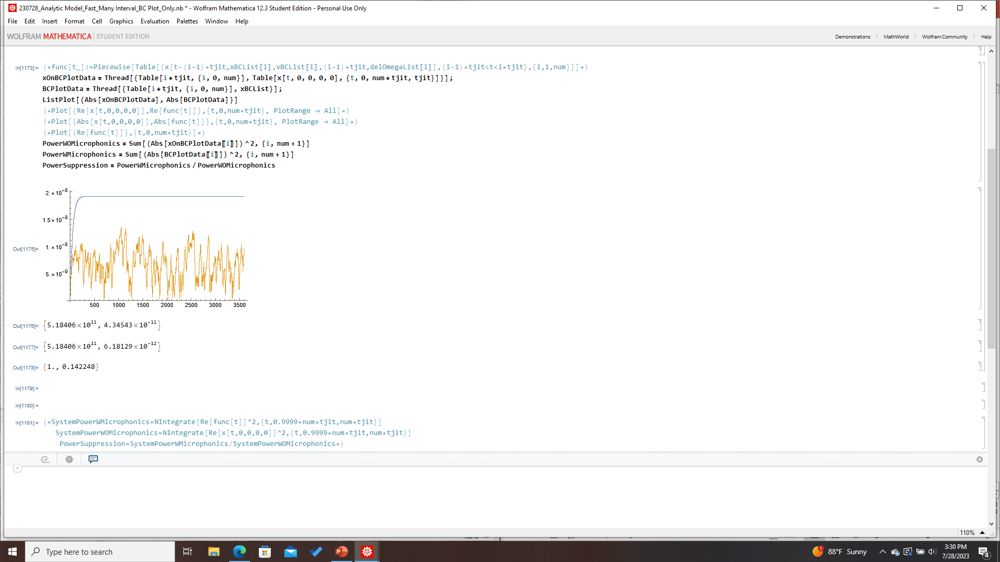 230728_Analytic Model_Fast_Many Interval_BC Plot_Only.nb * - Wolfram Mathematica 12.3 Student Edition - Personal Use Only
File Edit Insert Format Cell Graphics Evaluation Palettes Window Help
WOLFRAM MATHEMATICA STUDENT EDITION
Demonstrations MathWorld Wolfram Community Help
In[1173]:= (*func[t_]:=Piecewise[Table[{x[t-(i-1)*tjit,xBCList⟦i⟧,vBCList⟦i⟧,(i-1)*tjit,delOmegaList⟦i⟧],(i-1)*tjit<t<i*tjit},{i,1,num}]]*)
xOnBCPlotData = Thread[{Table[i*tjit, {i, 0, num}], Table[x[t, 0, 0, 0, 0], {t, 0, num*tjit, tjit}]}];
BCPlotData = Thread[{Table[i*tjit, {i, 0, num}], xBCList}];
ListPlot[{Abs[xOnBCPlotData], Abs[BCPlotData]}]
(*Plot[{Re[x[t,0,0,0,0]],Re[func[t]]},{t,0,num*tjit}, PlotRange → All]*)
(*Plot[{Abs[x[t,0,0,0,0]],Abs[func[t]]},{t,0,num*tjit}, PlotRange → All]*)
(*Plot[{Re[func[t]]},{t,0,num*tjit}]*)
PowerWOMicrophonics = Sum[(Abs[xOnBCPlotData⟦i⟧])^2, {i, num + 1}]
PowerWMicrophonics = Sum[(Abs[BCPlotData⟦i⟧])^2, {i, num + 1}]
PowerSuppression = PowerWMicrophonics / PowerWOMicrophonics
2.×10⁻⁸
1.5×10⁻⁸
1.×10⁻⁸
Out[1175]=
5.×10⁻⁹
500 1000 1500 2000 2500 3000 3500
Out[1176]= {5.18406×10¹¹, 4.34543×10⁻¹¹}
Out[1177]= {5.18406×10¹¹, 6.18129×10⁻¹²}
Out[1178]= {1., 0.142248}
In[1179]:=
In[1180]:=
In[1181]:= (*SystemPowerWMicrophonics=NIntegrate[Re[func[t]]^2,{t,0.9999*num*tjit,num*tjit}]
SystemPowerWOMicrophonics=NIntegrate[Re[x[t,0,0,0,0]]^2,{t,0.9999*num*tjit,num*tjit}]
PowerSuppression=SystemPowerWMicrophonics/SystemPowerWOMicrophonics*)
110%
Type here to search
1
88°F Sunny
3:30 PM
7/28/2023
4